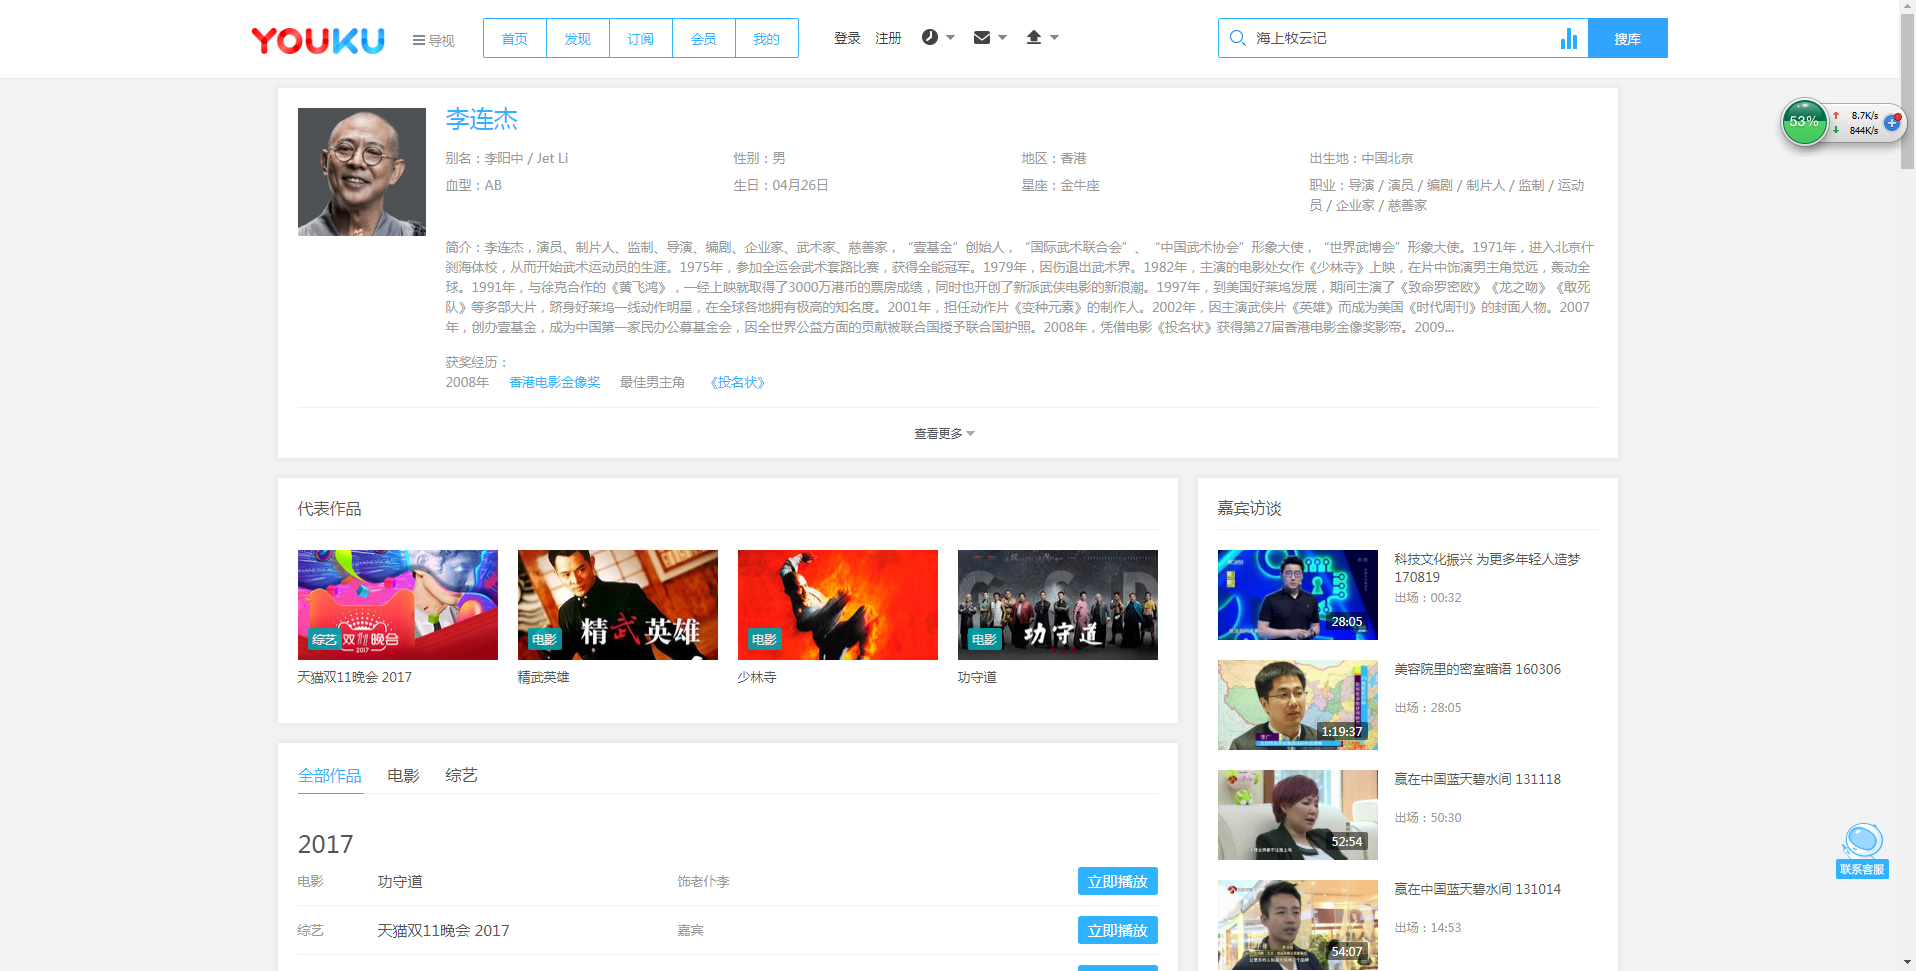 YOUKU
导视
首页 发现 订阅 会员 我的
登录 注册
海上牧云记
搜库
53%
8.7K/s
844K/s
李连杰
别名：李阳中 / Jet Li 性别：男 地区：香港 出生地：中国北京
血型：AB 生日：04月26日 星座：金牛座 职业：导演 / 演员 / 编剧 / 制片人 / 监制 / 运动
员 / 企业家 / 慈善家
简介：李连杰，演员、制片人、监制、导演、编剧、企业家、武术家、慈善家，“壹基金”创始人，“国际武术联合会”、“中国武术协会”形象大使，“世界武博会”形象大使。1971年，进入北京什
刹海体校，从而开始武术运动员的生涯。1975年，参加全运会武术套路比赛，获得全能冠军。1979年，因伤退出武术界。1982年，主演的电影处女作《少林寺》上映，在片中饰演男主角觉远，轰动全
球。1991年，与徐克合作的《黄飞鸿》，一经上映就取得了3000万港币的票房成绩，同时也开创了新派武侠电影的新浪潮。1997年，到美国好莱坞发展，期间主演了《致命罗密欧》《龙之吻》《敢死
队》等多部大片，跻身好莱坞一线动作明星，在全球各地拥有极高的知名度。2001年，担任动作片《变种元素》的制作人。2002年，因主演武侠片《英雄》而成为美国《时代周刊》的封面人物。2007
年，创办壹基金，成为中国第一家民办公募基金会，因全世界公益方面的贡献被联合国授予联合国护照。2008年，凭借电影《投名状》获得第27届香港电影金像奖影帝。2009...
获奖经历：
2008年 香港电影金像奖 最佳男主角 《投名状》
查看更多
代表作品
综艺 双11晚会
2017
电影 精武英雄
电影
GSD
电影 功守道
天猫双11晚会 2017 精武英雄 少林寺 功守道
全部作品 电影 综艺
2017
电影 功守道 饰老仆李 立即播放
综艺 天猫双11晚会 2017 嘉宾 立即播放
嘉宾访谈
28:05
科技文化振兴 为更多年轻人造梦
170819
出场：00:32
1:19:37
美容院里的密室暗语 160306
出场：28:05
52:54
赢在中国蓝天碧水间 131118
出场：50:30
54:07
赢在中国蓝天碧水间 131014
出场：14:53
联系客服